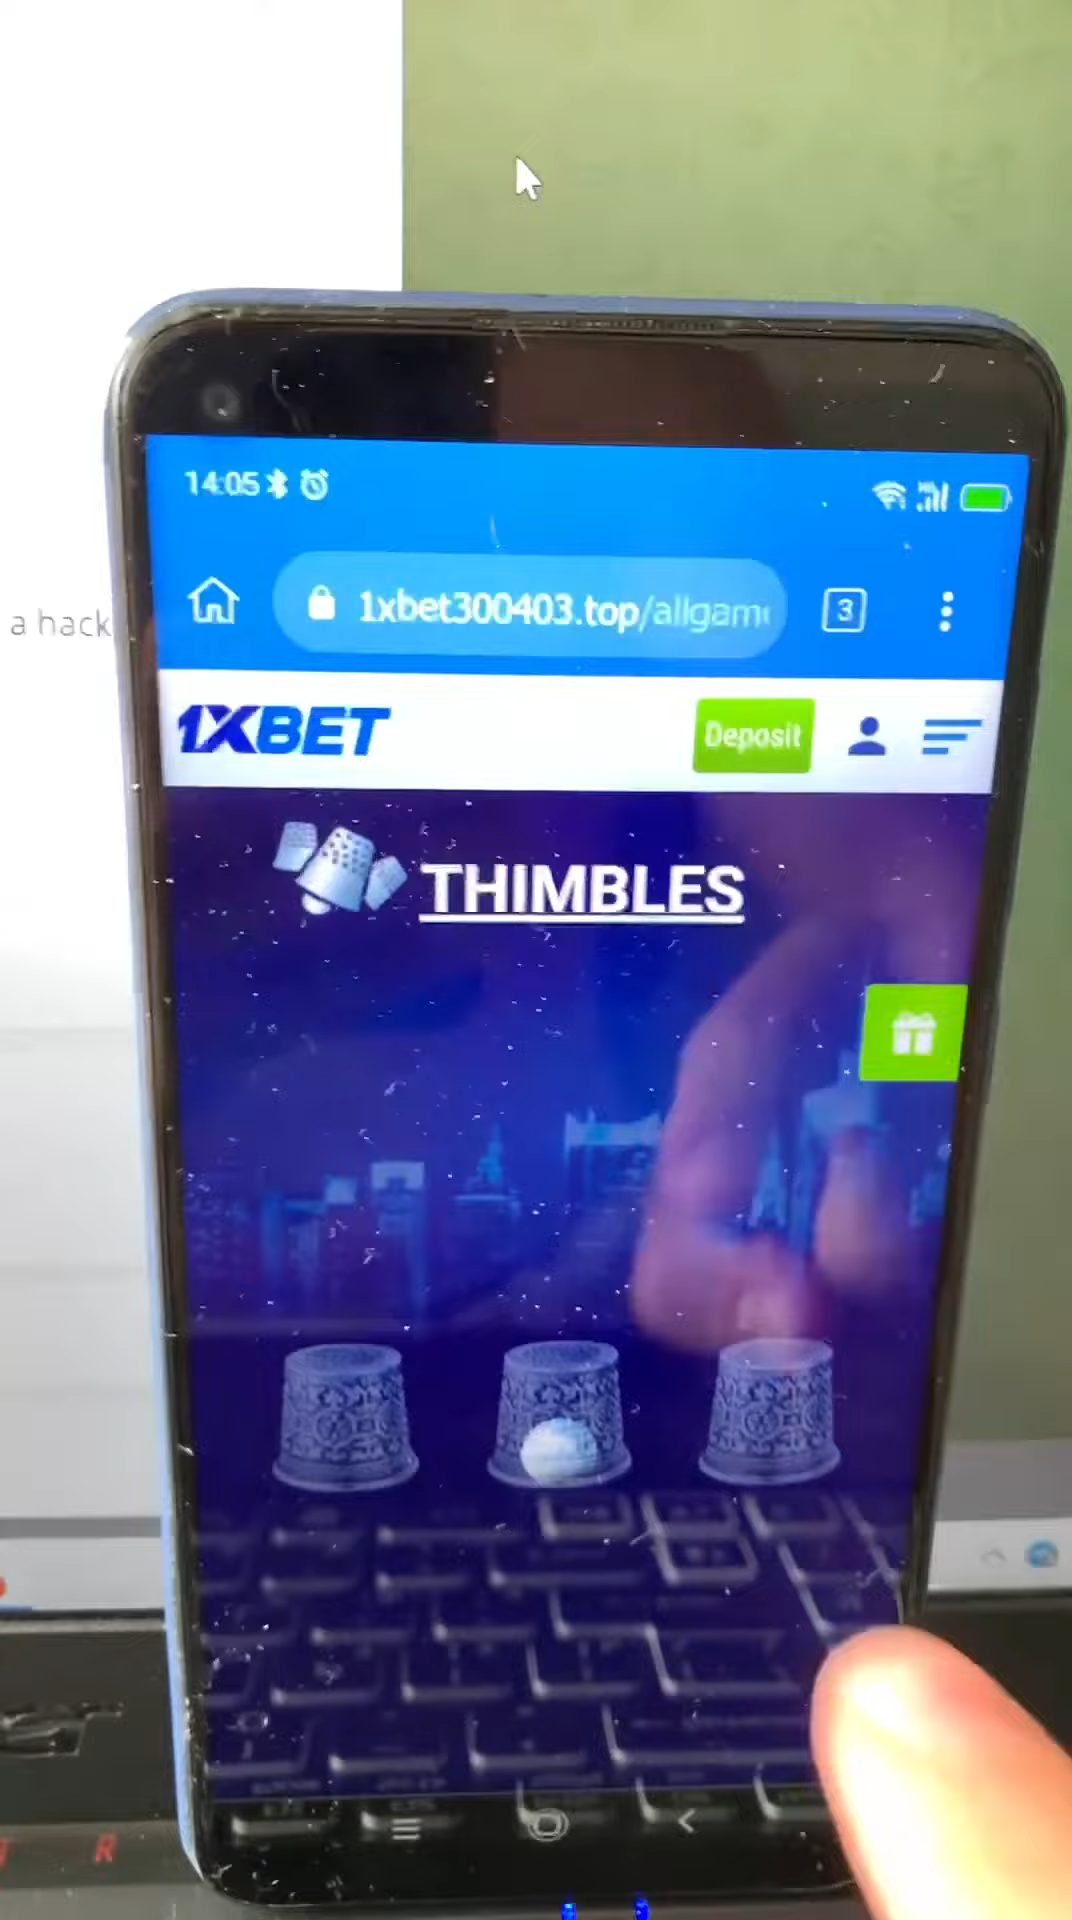 14:05
1xbet300403.top/allgam
3
a hack
1XBET
Deposit
THIMBLES
R